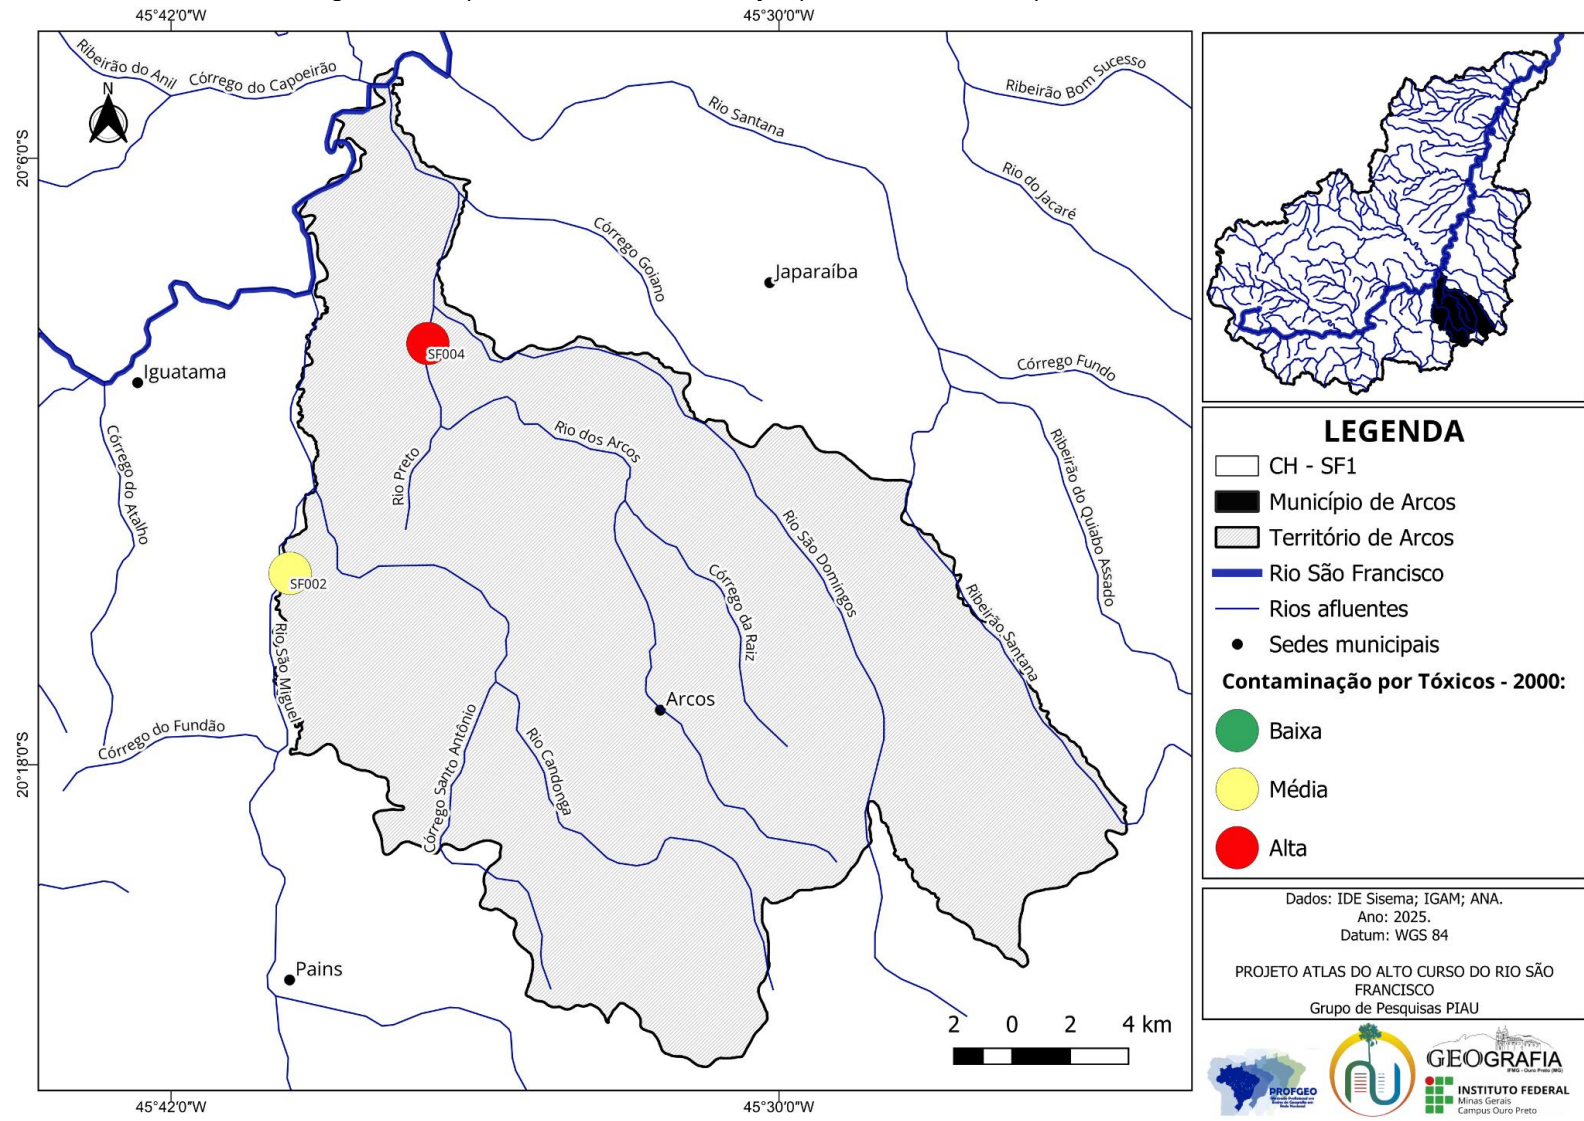 45°42'0"W
45°30'0"W
Ribeirão do Anil
Córrego do Capoeirão
Rio Santana
Ribeirão Bom Sucesso
N
20°6'0"S
Rio do Jacaré
Córrego Goiano
Japaraíba
SF004
Iguatama
Córrego Fundo
Rio dos Arcos
Rio Preto
Córrego do Atalho
Ribeirão do Quiabo Assado
Rio São Domingos
SF002
Córrego da Raiz
Ribeirão Santana
Rio São Miguel
Arcos
Córrego do Fundão
Córrego Santo Antônio
Rio Candonga
20°18'0"S
Pains
2 0 2 4 km
45°42'0"W
45°30'0"W
LEGENDA
CH - SF1
Município de Arcos
Território de Arcos
Rio São Francisco
Rios afluentes
Sedes municipais
Contaminação por Tóxicos - 2000:
Baixa
Média
Alta
Dados: IDE Sisema; IGAM; ANA.
Ano: 2025.
Datum: WGS 84
PROJETO ATLAS DO ALTO CURSO DO RIO SÃO
FRANCISCO
Grupo de Pesquisas PIAU
PROFGEO
GEOGRAFIA
IFMG - Ouro Preto (MG)
INSTITUTO FEDERAL
Minas Gerais
Campus Ouro Preto